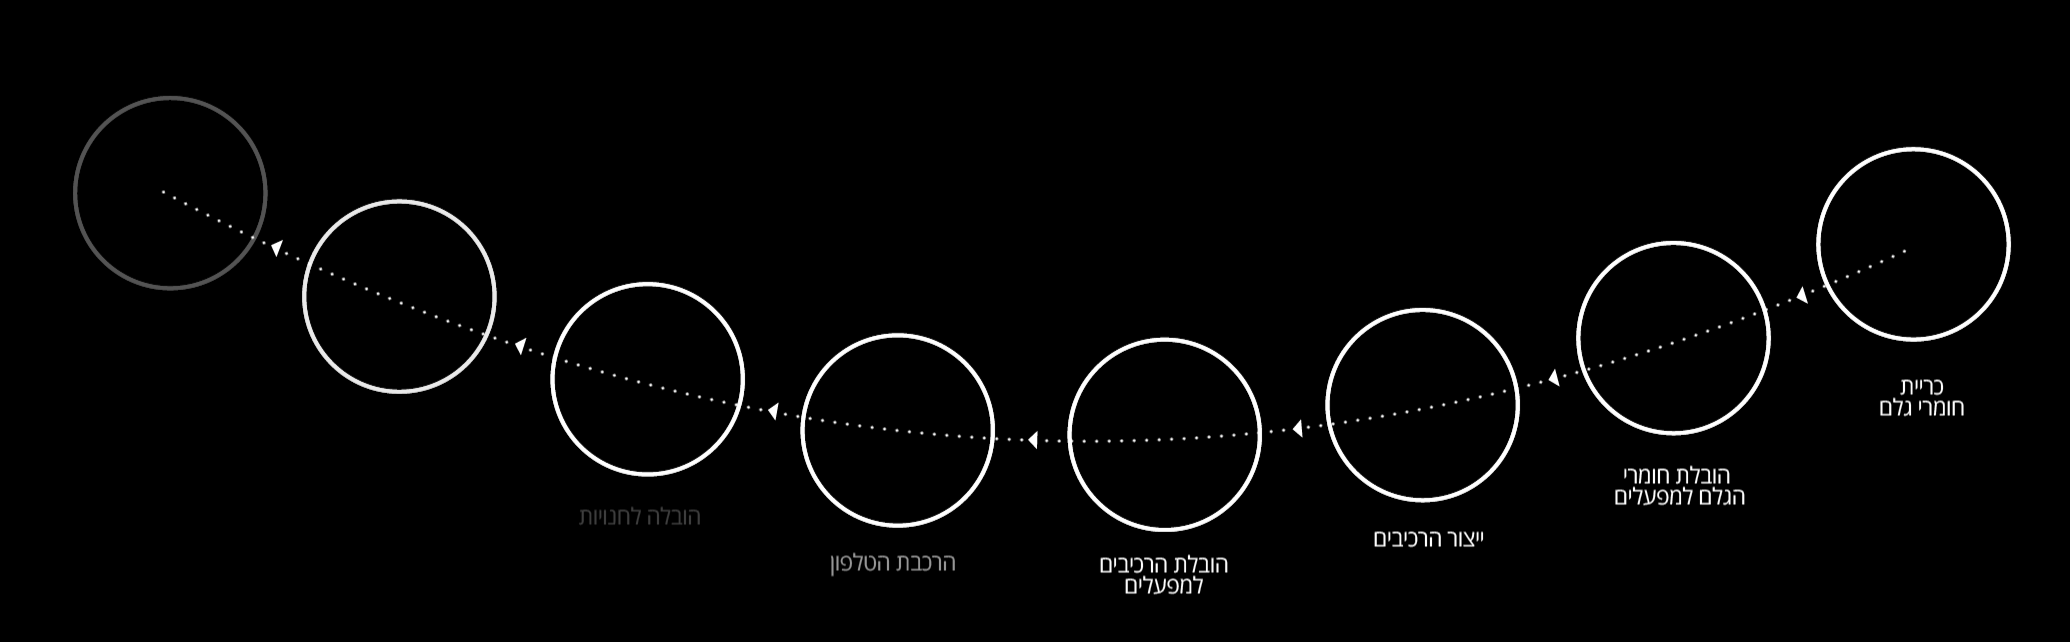 כריית
חומרי גלם
הובלת חומרי
הגלם למפעלים
ייצור הרכיבים
הובלת הרכיבים
למפעלים
הרכבת הטלפון
הובלה לחנויות